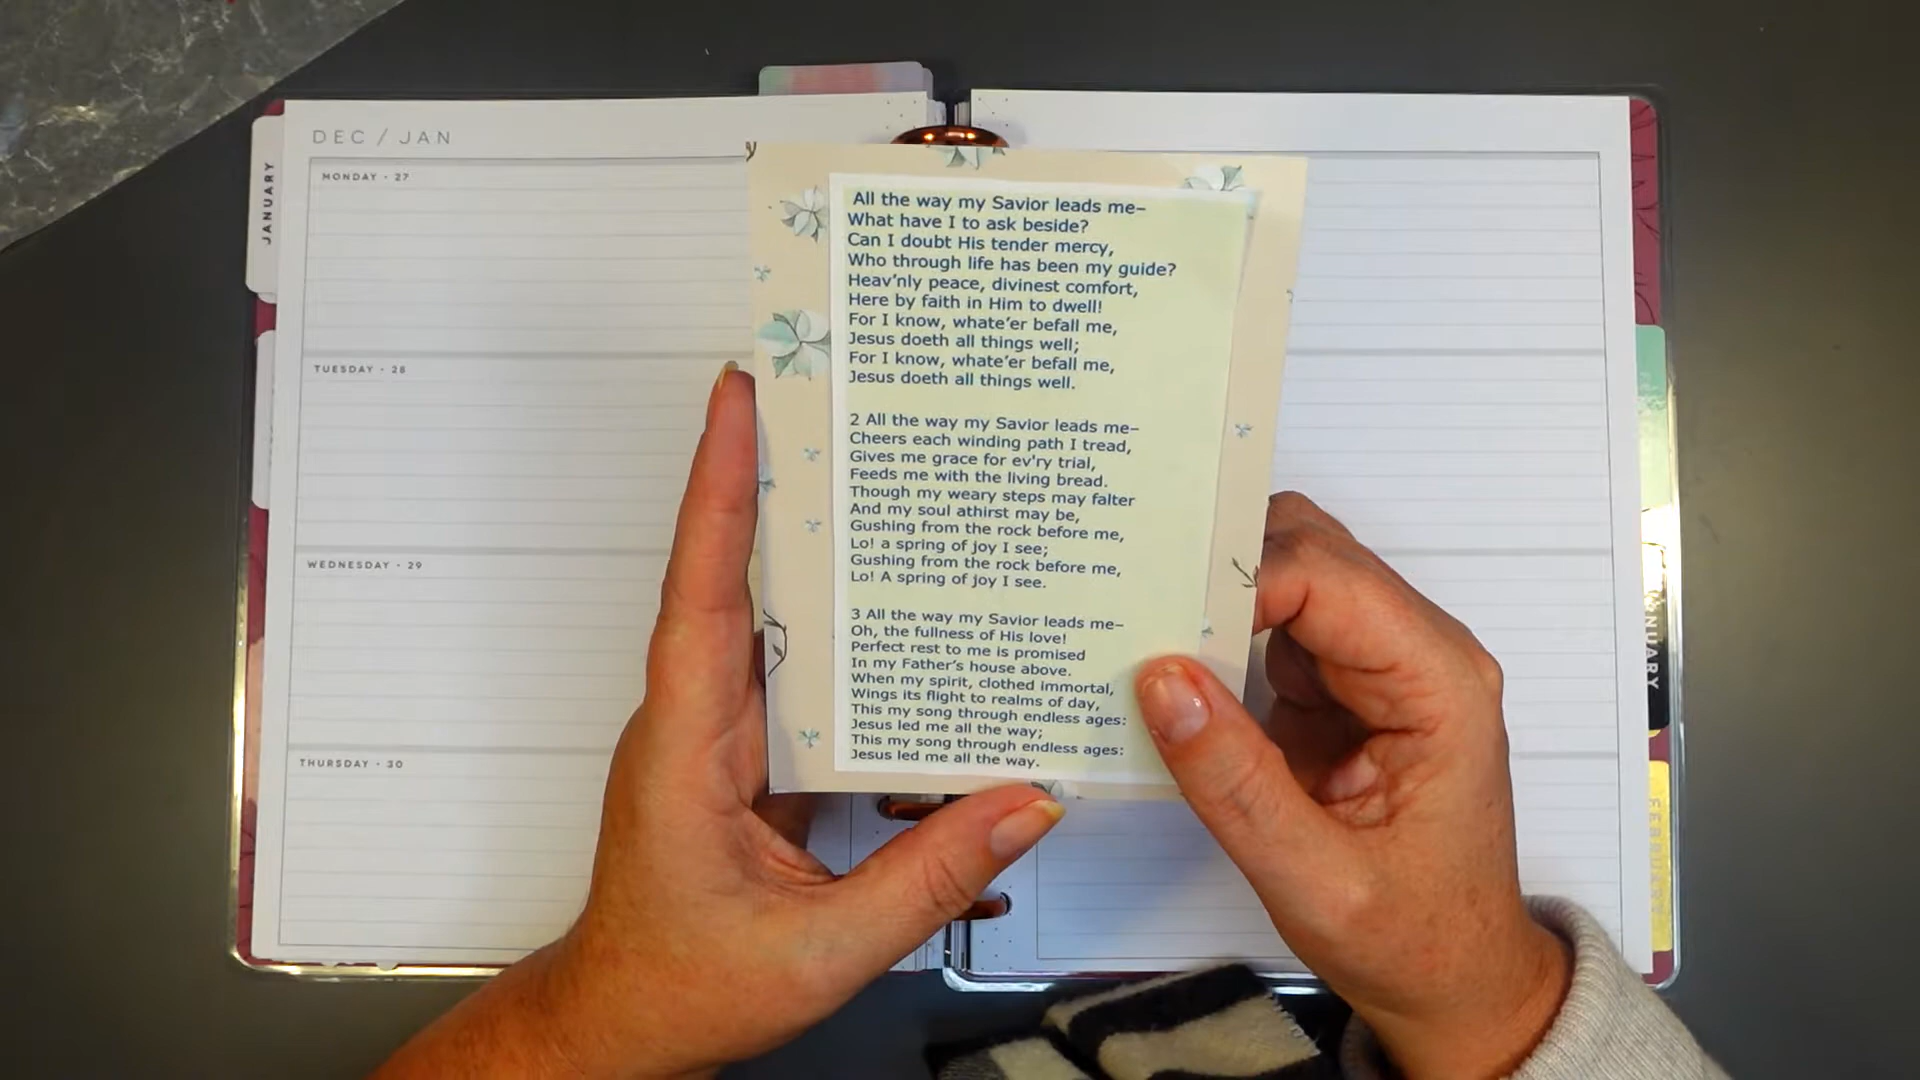 DEC / JAN
JANUARY
MONDAY • 27
TUESDAY • 28
WEDNESDAY • 29
THURSDAY • 30
All the way my Savior leads me–
What have I to ask beside?
Can I doubt His tender mercy,
Who through life has been my guide?
Heav’nly peace, divinest comfort,
Here by faith in Him to dwell!
For I know, whate’er befall me,
Jesus doeth all things well;
For I know, whate’er befall me,
Jesus doeth all things well.
2 All the way my Savior leads me–
Cheers each winding path I tread,
Gives me grace for ev'ry trial,
Feeds me with the living bread.
Though my weary steps may falter
And my soul athirst may be,
Gushing from the rock before me,
Lo! a spring of joy I see;
Gushing from the rock before me,
Lo! A spring of joy I see.
3 All the way my Savior leads me–
Oh, the fullness of His love!
Perfect rest to me is promised
In my Father’s house above.
When my spirit, clothed immortal,
Wings its flight to realms of day,
This my song through endless ages:
Jesus led me all the way;
This my song through endless ages:
Jesus led me all the way.
FEBRUARY